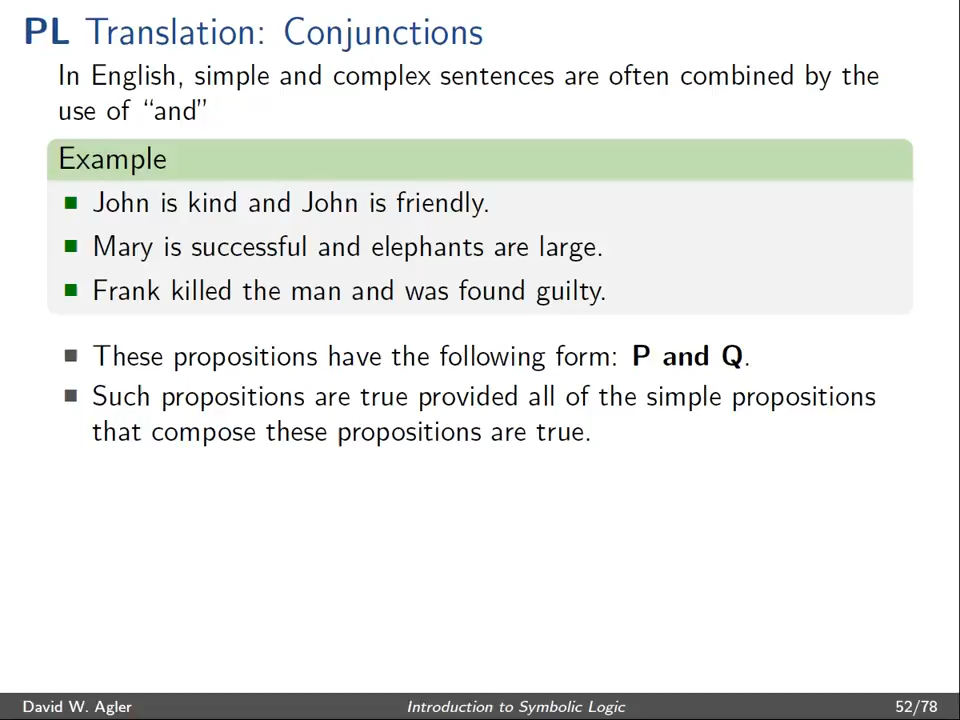 PL Translation: Conjunctions
In English, simple and complex sentences are often combined by the
use of “and”
Example
John is kind and John is friendly.
Mary is successful and elephants are large.
Frank killed the man and was found guilty.
These propositions have the following form: P and Q.
Such propositions are true provided all of the simple propositions
that compose these propositions are true.
David W. Agler Introduction to Symbolic Logic 52/78